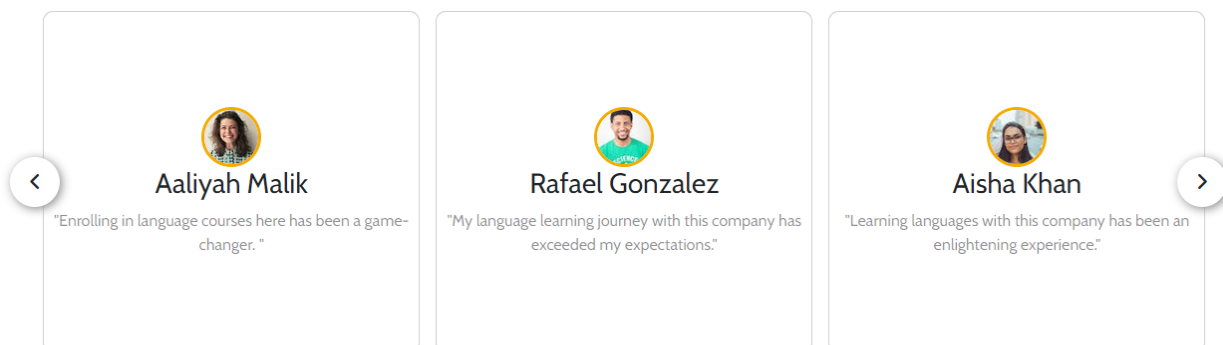 Aaliyah Malik
"Enrolling in language courses here has been a game-
changer. "
Rafael Gonzalez
"My language learning journey with this company has
exceeded my expectations."
Aisha Khan
"Learning languages with this company has been an
enlightening experience."